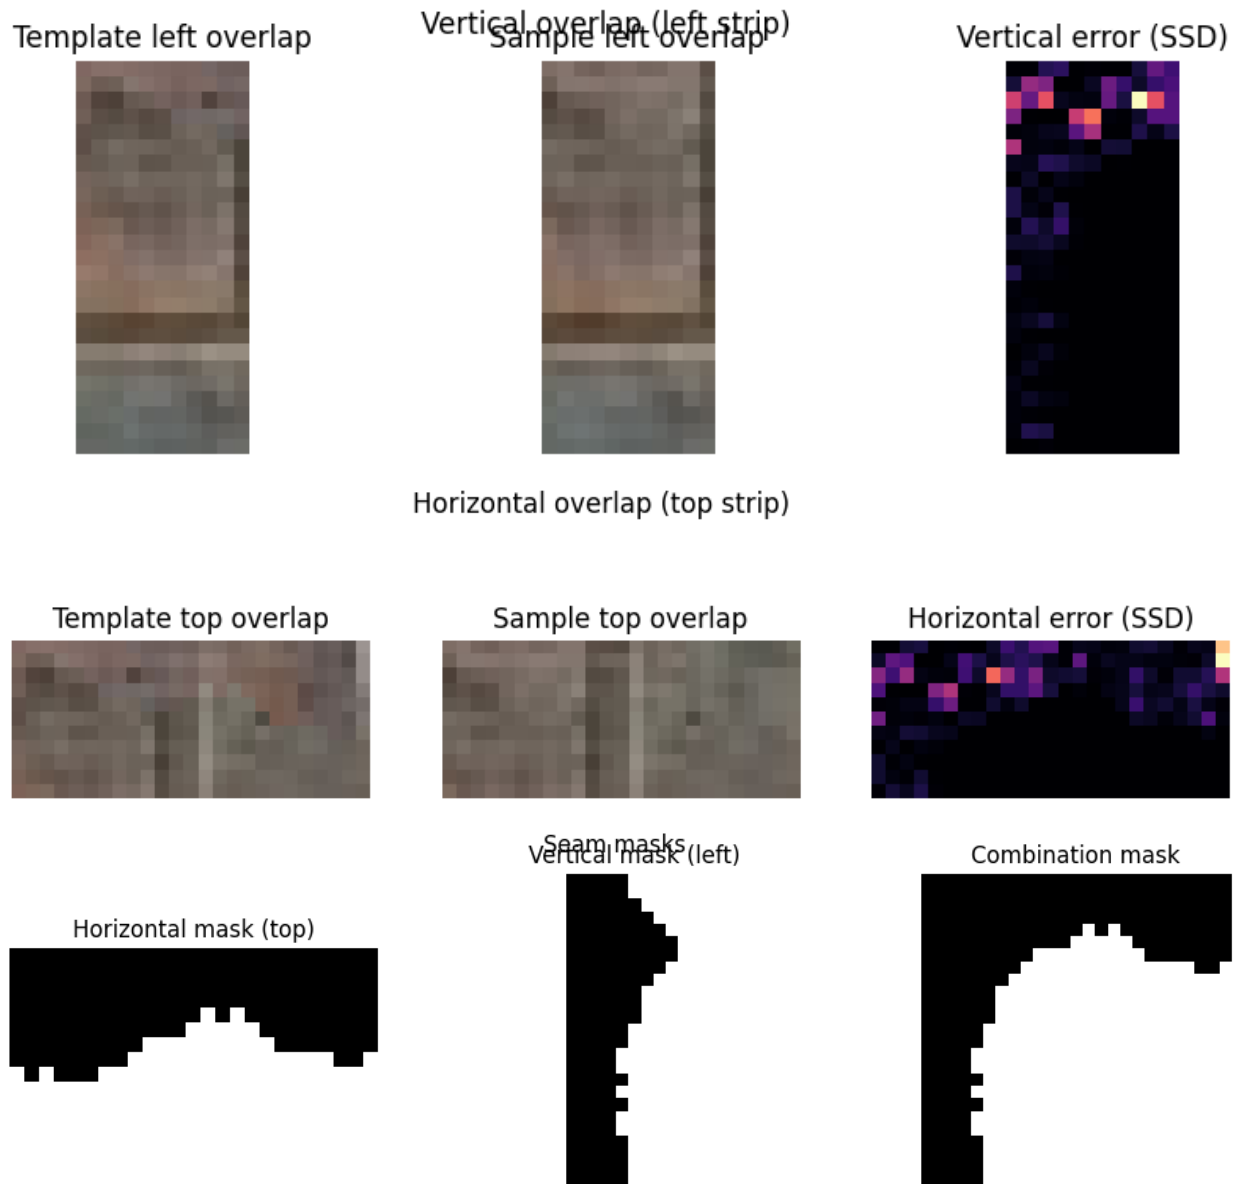 Vertical overlap (left strip)
Template left overlap
Sample left overlap
Vertical error (SSD)
Horizontal overlap (top strip)
Template top overlap
Sample top overlap
Horizontal error (SSD)
Seam masks
Horizontal mask (top)
Vertical mask (left)
Combination mask